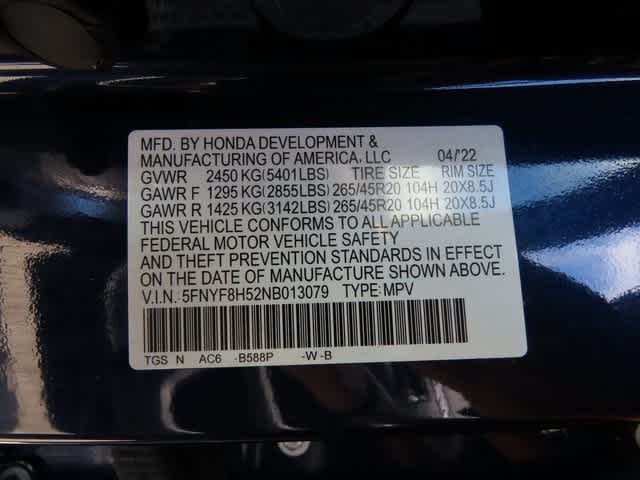 MFD. BY HONDA DEVELOPMENT &
MANUFACTURING OF AMERICA, LLC 04/'22
GVWR 2450 KG(5401LBS) TIRE SIZE RIM SIZE
GAWR F 1295 KG(2855LBS) 265/45R20 104H 20X8.5J
GAWR R 1425 KG(3142LBS) 265/45R20 104H 20X8.5J
THIS VEHICLE CONFORMS TO ALL APPLICABLE
FEDERAL MOTOR VEHICLE SAFETY
AND THEFT PREVENTION STANDARDS IN EFFECT
ON THE DATE OF MANUFACTURE SHOWN ABOVE.
V.I.N. 5FNYF8H52NB013079 TYPE: MPV
TGS N AC6 -B588P -W-B